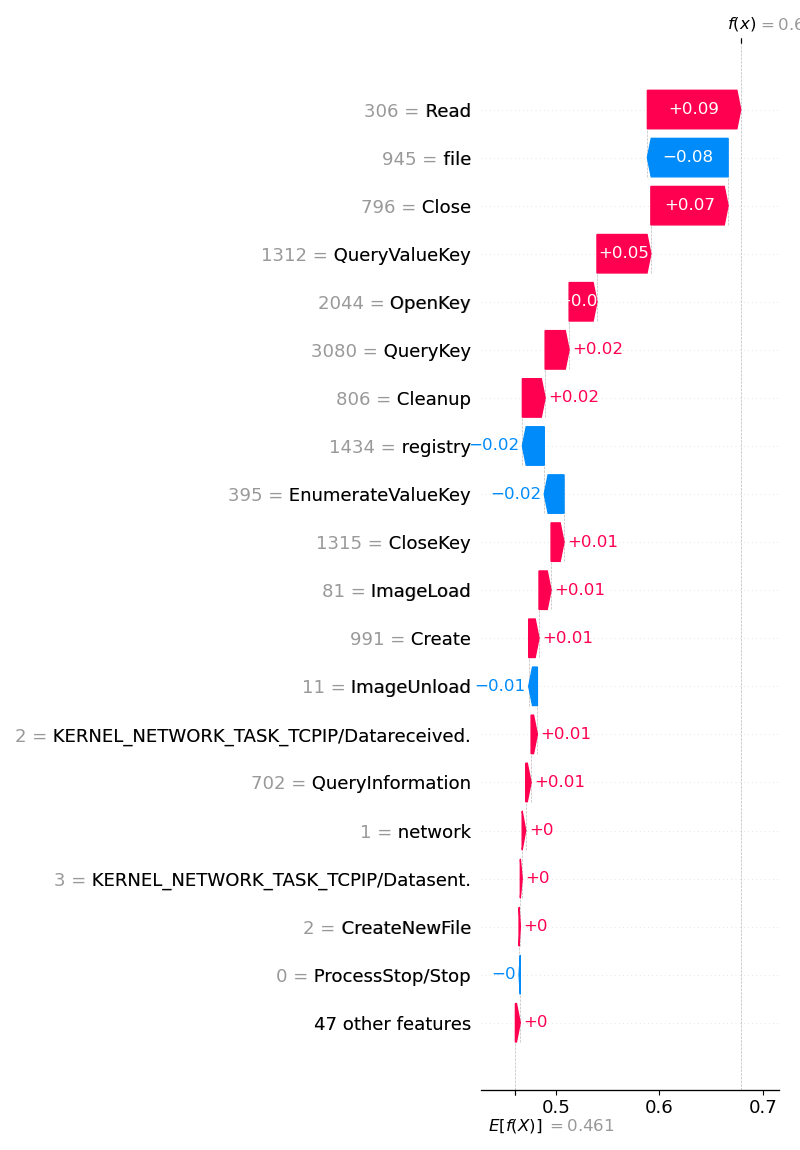 f(x) = 0.6
306 = Read +0.09
945 = file −0.08
796 = Close +0.07
1312 = QueryValueKey +0.05
2044 = OpenKey
3080 = QueryKey +0.02
806 = Cleanup +0.02
1434 = registry −0.02
395 = EnumerateValueKey −0.02
1315 = CloseKey +0.01
81 = ImageLoad +0.01
991 = Create +0.01
11 = ImageUnload −0.01
2 = KERNEL_NETWORK_TASK_TCPIP/Datareceived. +0.01
702 = QueryInformation +0.01
1 = network +0
3 = KERNEL_NETWORK_TASK_TCPIP/Datasent. +0
2 = CreateNewFile +0
0 = ProcessStop/Stop −0
47 other features +0
0.5 0.6 0.7
E[f(X)] = 0.461